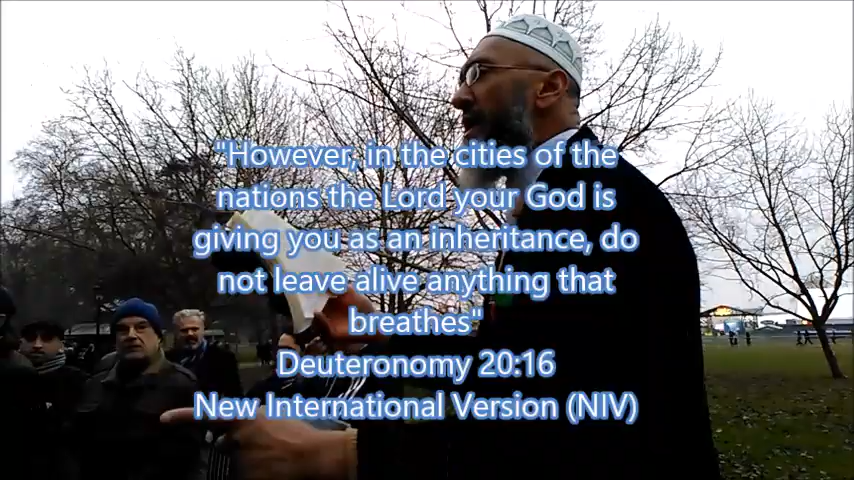 "However, in the cities of the
nations the Lord your God is
giving you as an inheritance, do
not leave alive anything that
breathes"
Deuteronomy 20:16
New International Version (NIV)